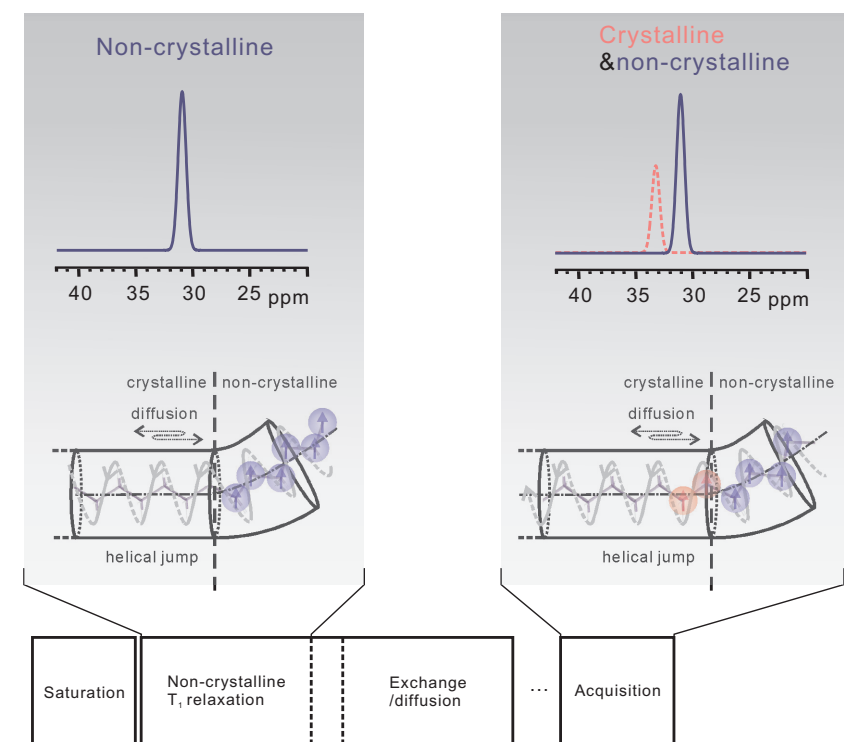 Non-crystalline
40 35 30 25 ppm
crystalline non-crystalline
diffusion
helical jump
Crystalline
&non-crystalline
40 35 30 25 ppm
crystalline non-crystalline
diffusion
helical jump
Saturation
Non-crystalline
T₁ relaxation
Exchange
/diffusion
...
Acquisition